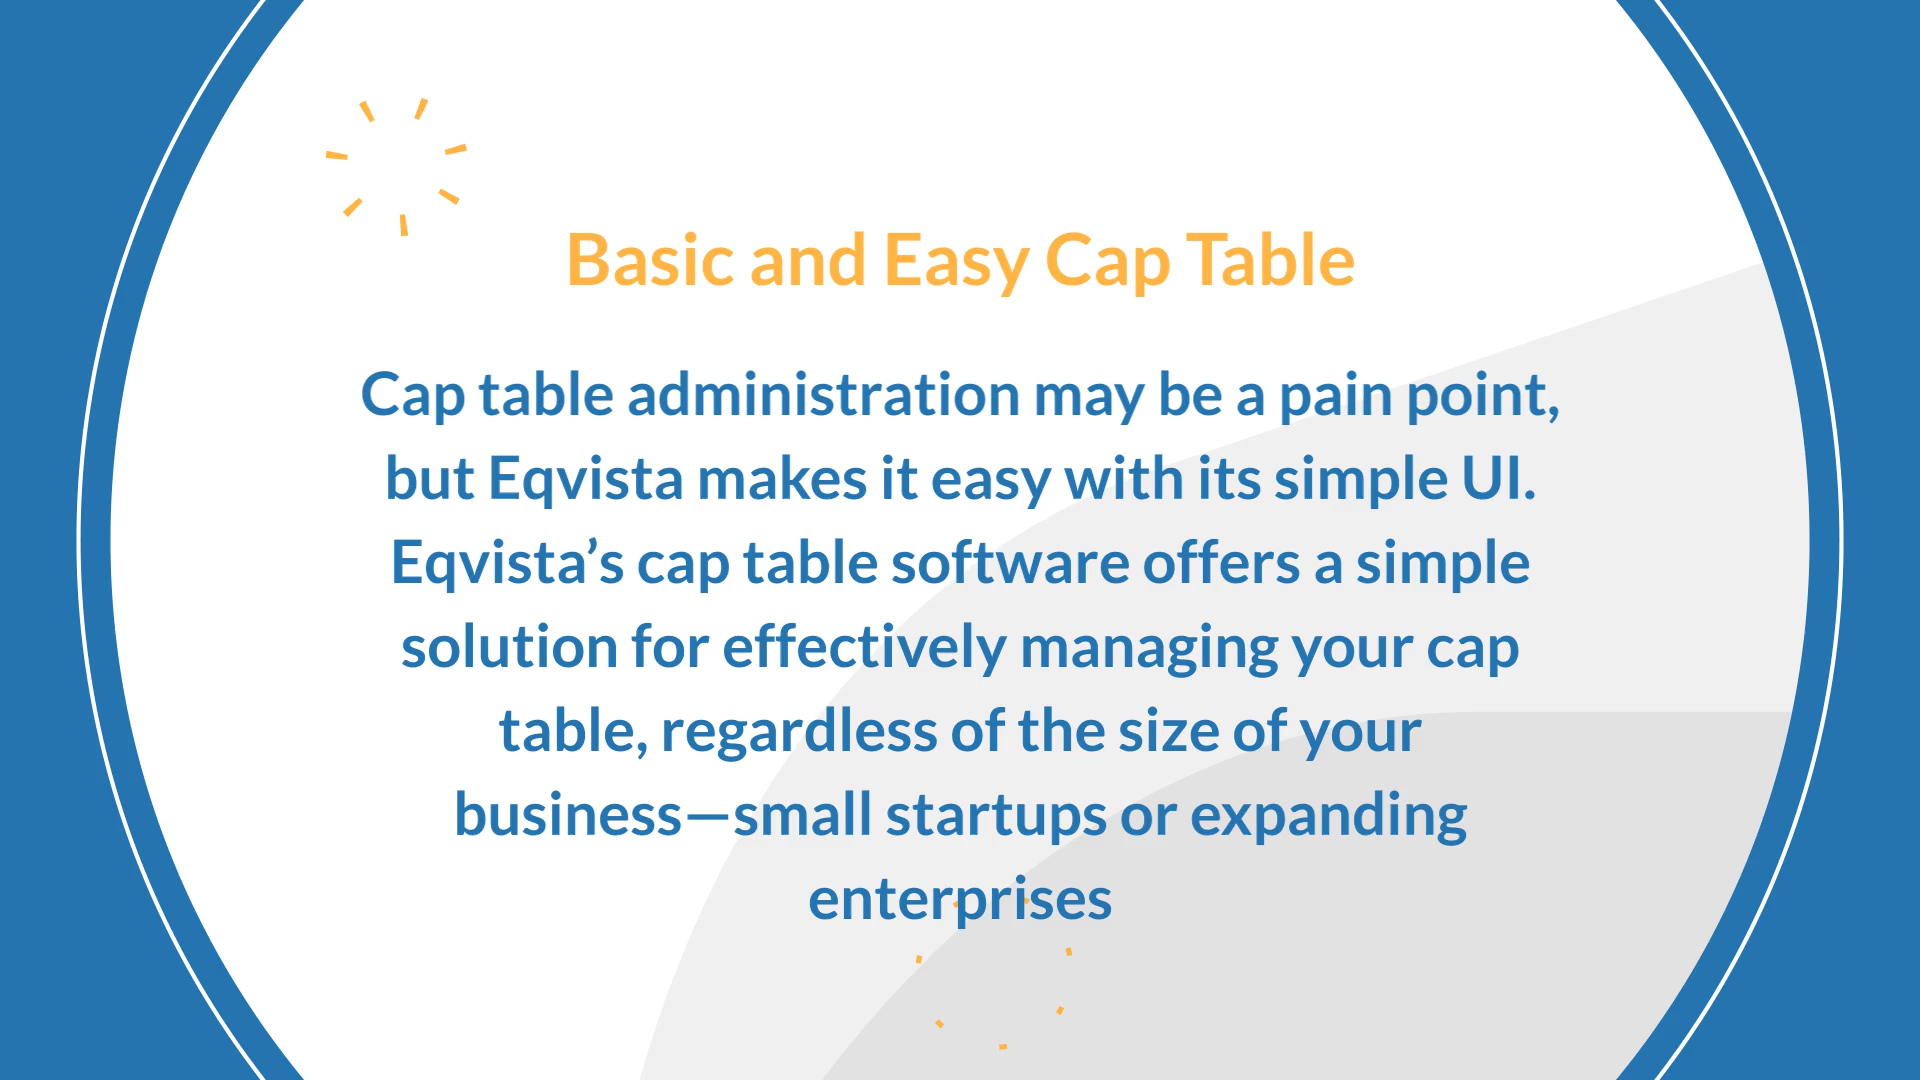 Basic and Easy Cap Table
Cap table administration may be a pain point,
but Eqvista makes it easy with its simple UI.
Eqvista’s cap table software offers a simple
solution for effectively managing your cap
table, regardless of the size of your
business—small startups or expanding
enterprises